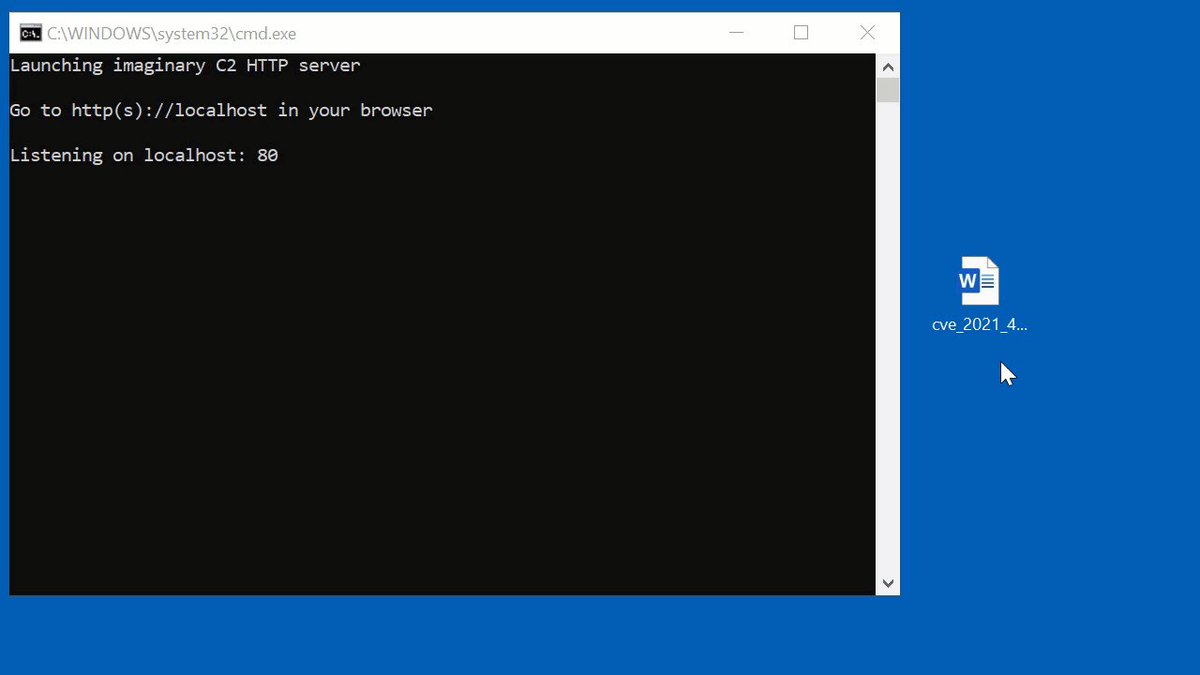 C:\WINDOWS\system32\cmd.exe
Launching imaginary C2 HTTP server
Go to http(s)://localhost in your browser
Listening on localhost: 80
W
cve_2021_4...